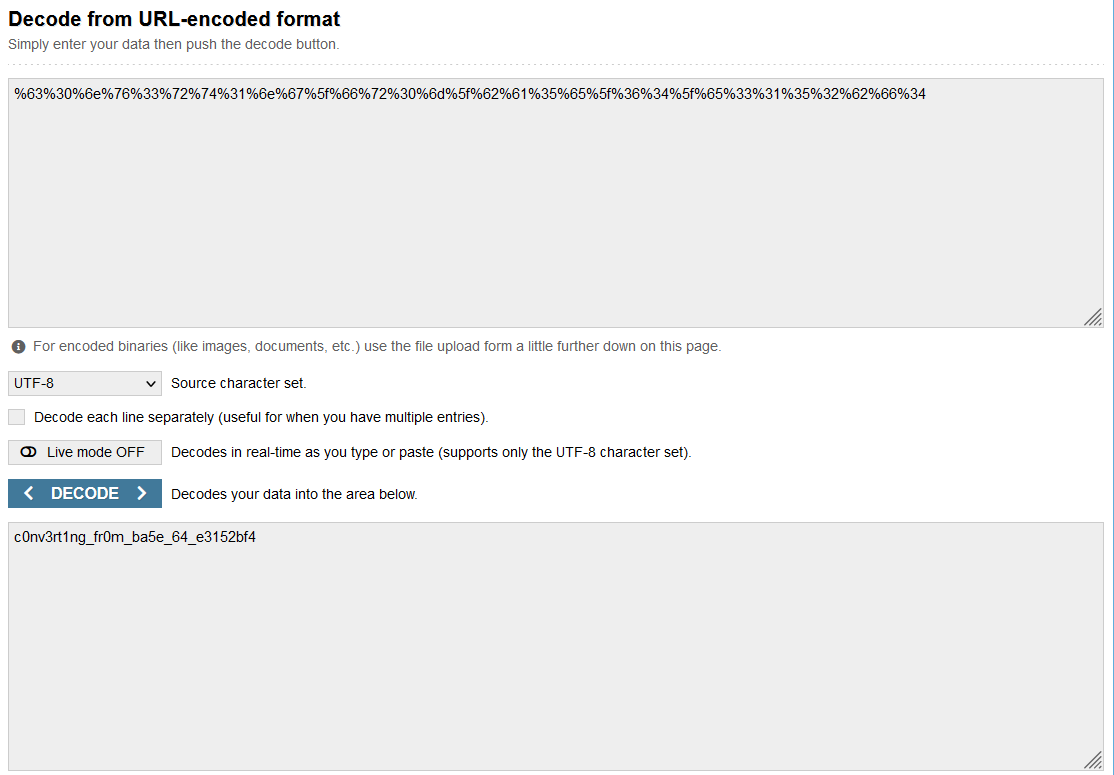 Decode from URL-encoded format
Simply enter your data then push the decode button.
%63%30%6e%76%33%72%74%31%6e%67%5f%66%72%30%6d%5f%62%61%35%65%5f%36%34%5f%65%33%31%35%32%62%66%34
For encoded binaries (like images, documents, etc.) use the file upload form a little further down on this page.
UTF-8 Source character set.
Decode each line separately (useful for when you have multiple entries).
Live mode OFF Decodes in real-time as you type or paste (supports only the UTF-8 character set).
< DECODE > Decodes your data into the area below.
c0nv3rt1ng_fr0m_ba5e_64_e3152bf4